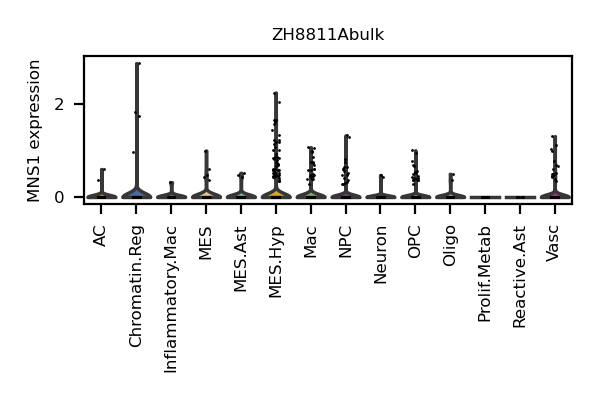 ZH8811Abulk
MNS1 expression
2
0
AC
Chromatin.Reg
Inflammatory.Mac
MES
MES.Ast
MES.Hyp
Mac
NPC
Neuron
OPC
Oligo
Prolif.Metab
Reactive.Ast
Vasc